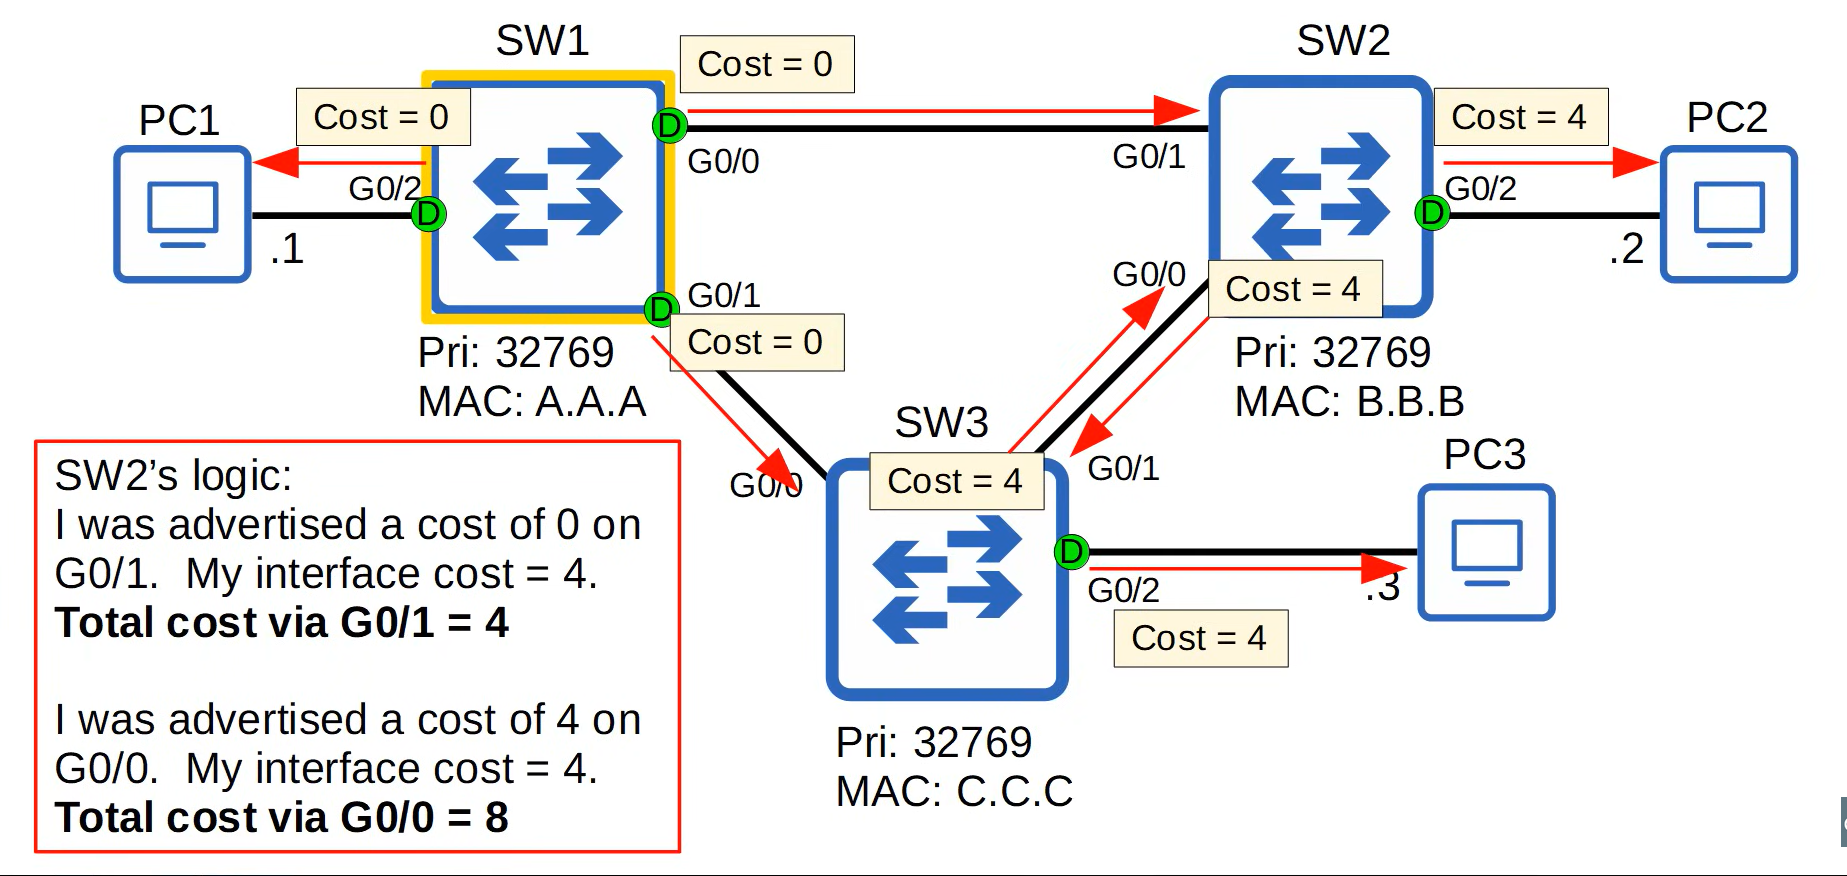 SW1
SW2
Cost = 0
PC1
Cost = 0
Cost = 4
PC2
D
G0/0
G0/1
G0/2
D
G0/2
D
.1
.2
G0/1
D
G0/0
Cost = 4
Cost = 0
Pri: 32769
MAC: A.A.A
Pri: 32769
MAC: B.B.B
SW3
PC3
G0/0
Cost = 4
G0/1
D
G0/2
.3
Cost = 4
Pri: 32769
MAC: C.C.C
SW2’s logic:
I was advertised a cost of 0 on
G0/1.  My interface cost = 4.
Total cost via G0/1 = 4
I was advertised a cost of 4 on
G0/0.  My interface cost = 4.
Total cost via G0/0 = 8